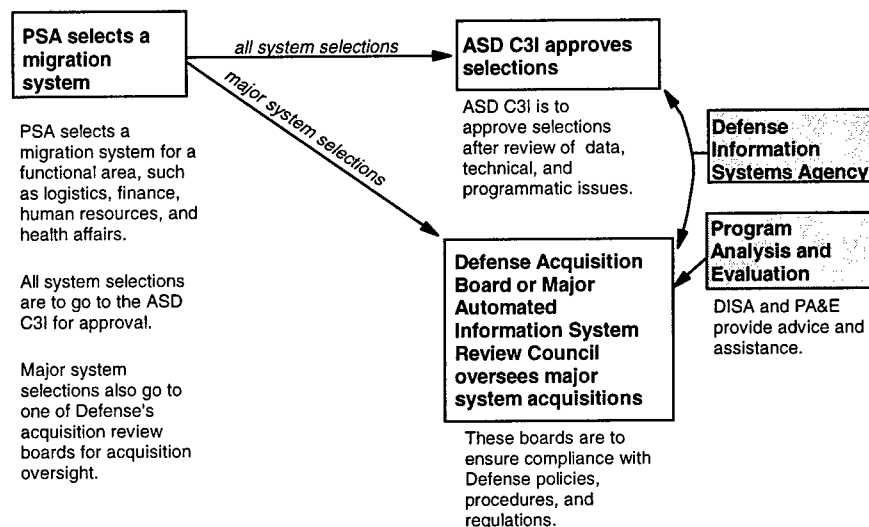 PSA selects a
migration
system
all system selections
major system selections
ASD C3I approves
selections
PSA selects a
migration system for a
functional area, such
as logistics, finance,
human resources, and
health affairs.
All system selections
are to go to the ASD
C3I for approval.
Major system
selections also go to
one of Defense's
acquisition review
boards for acquisition
oversight.
ASD C3I is to
approve selections
after review of data,
technical, and
programmatic issues.
Defense
Information
Systems Agency
Program
Analysis and
Evaluation
DISA and PA&E
provide advice and
assistance.
Defense Acquisition
Board or Major
Automated
Information System
Review Council
oversees major
system acquisitions
These boards are to
ensure compliance with
Defense policies,
procedures, and
regulations.